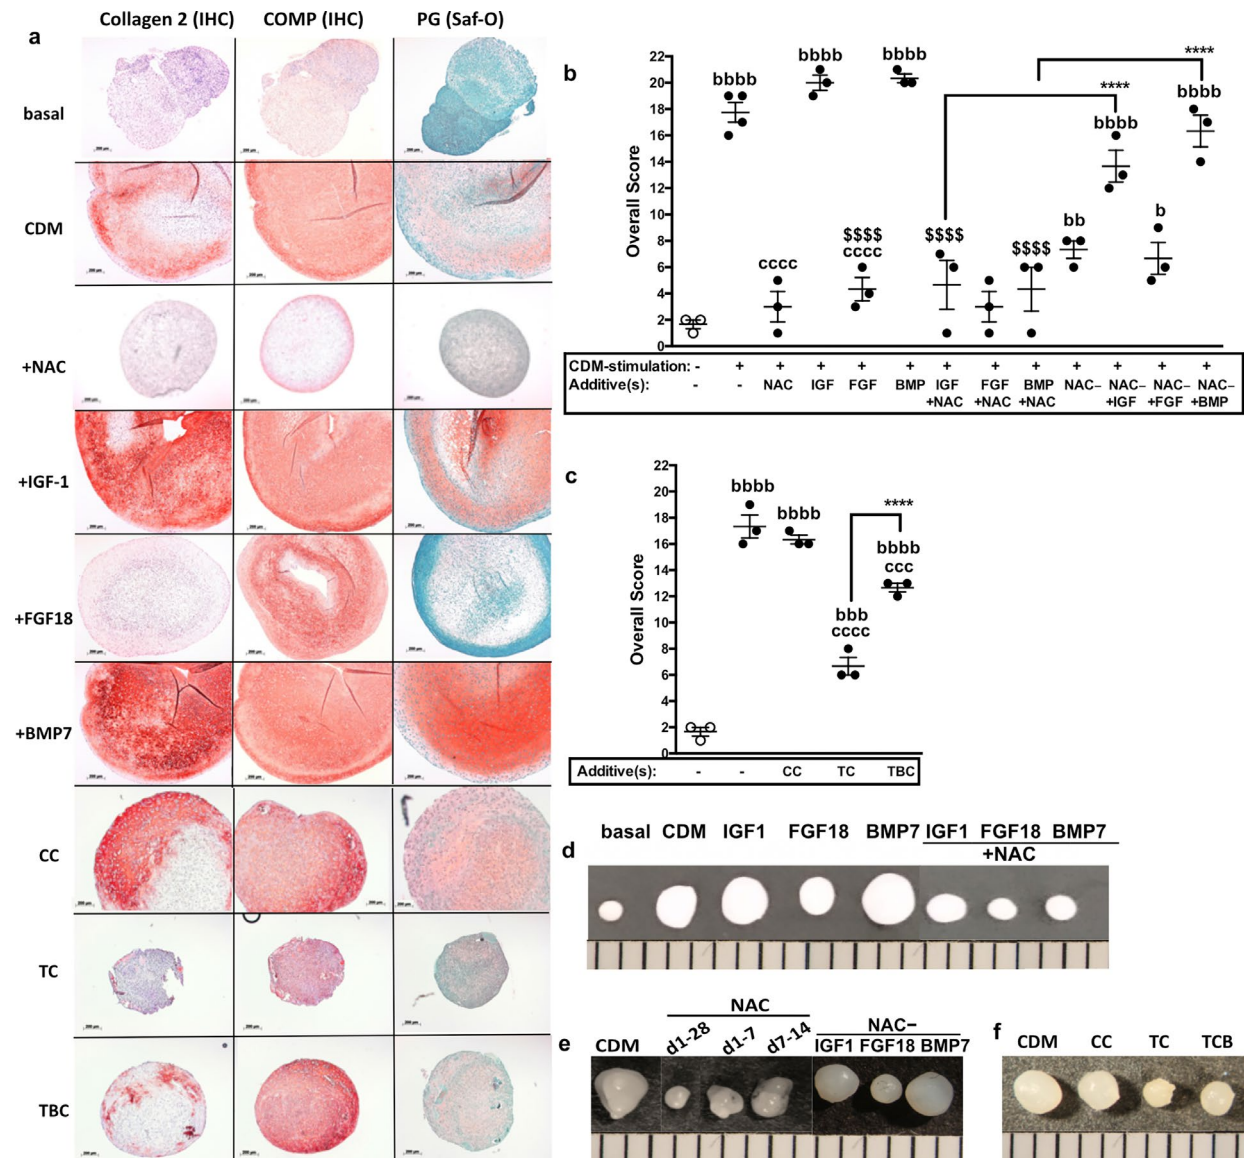 Collagen 2 (IHC) COMP (IHC) PG (Saf-O)
a
basal
CDM
+NAC
+IGF-1
+FGF18
+BMP7
CC
TC
TBC
b
Overall Score
22
20
18
16
14
12
10
8
6
4
2
0
bbbb
bbbb
bbbb
cccc
$$$$
cccc
$$$$
$$$$
bb
****
bbbb
b
****
bbbb
CDM-stimulation: - + + + + + + + + + + + +
Additive(s): - - NAC IGF FGF BMP IGF FGF BMP NAC– NAC– NAC– NAC–
+NAC +NAC +NAC +IGF +FGF +BMP
c
Overall Score
22
20
18
16
14
12
10
8
6
4
2
0
bbbb
bbbb
bbb
cccc
****
bbbb
ccc
Additive(s): - - CC TC TBC
d
basal CDM IGF1 FGF18 BMP7 IGF1 FGF18 BMP7
+NAC
e
NAC NAC–
CDM d1-28 d1-7 d7-14 IGF1 FGF18 BMP7
f
CDM CC TC TCB